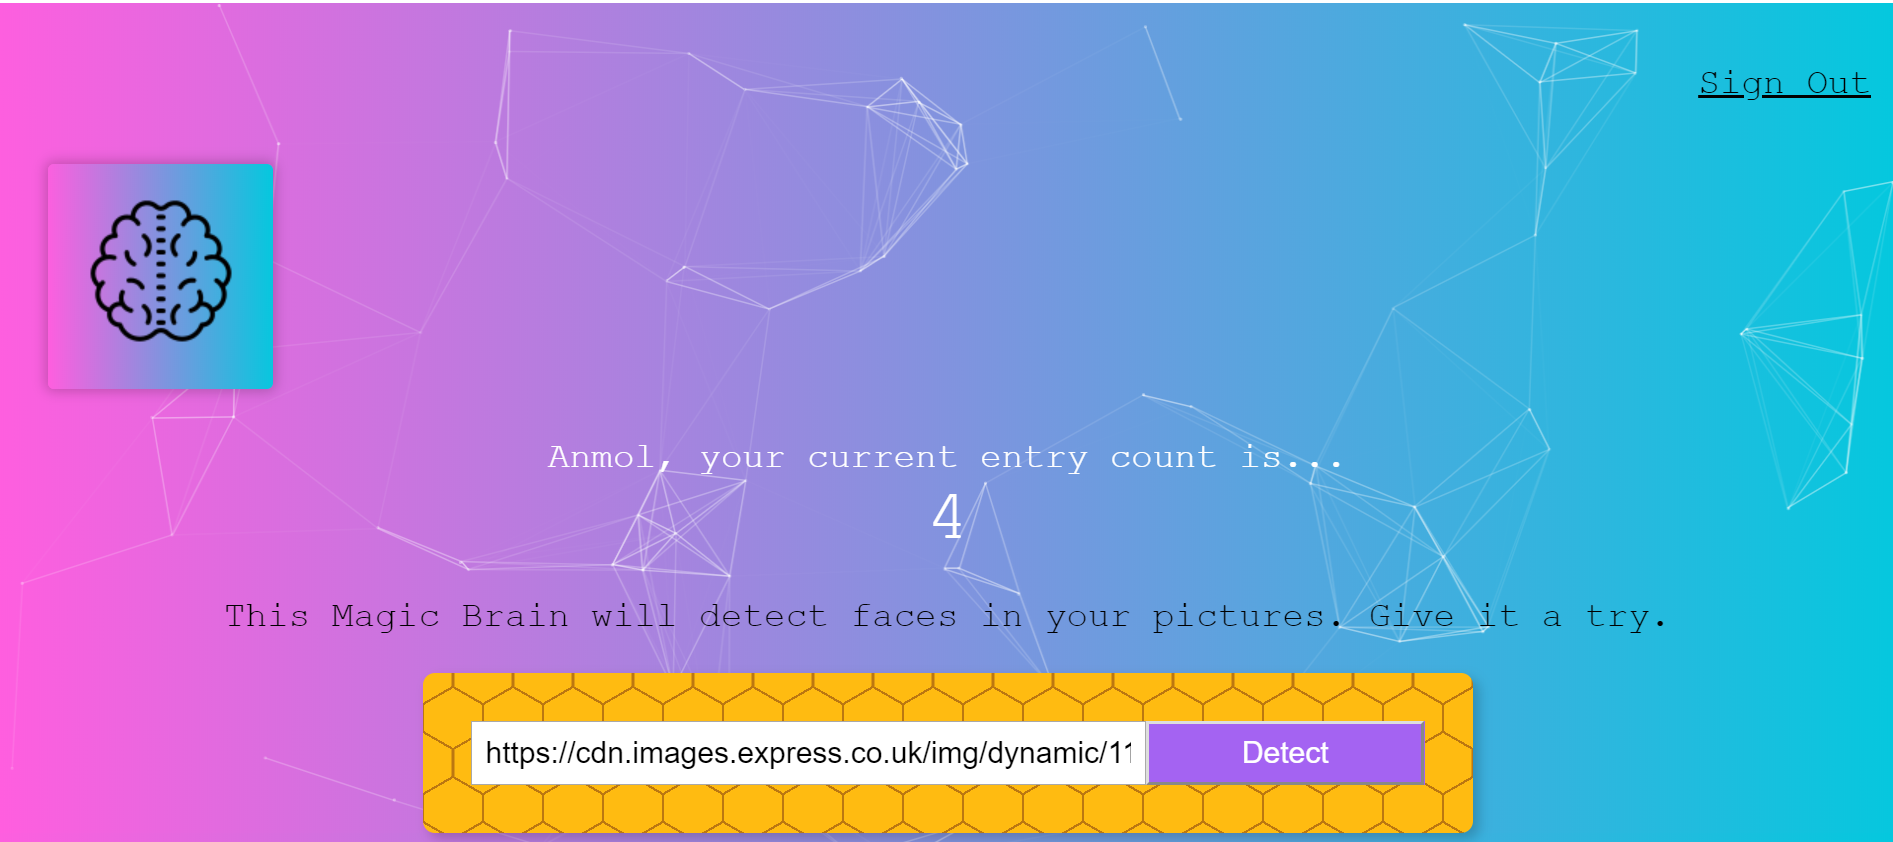 Sign Out
Anmol, your current entry count is...
4
This Magic Brain will detect faces in your pictures. Give it a try.
https://cdn.images.express.co.uk/img/dynamic/11
Detect